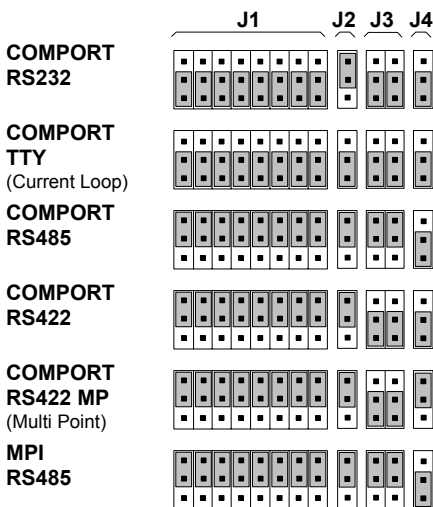 J1 J2 J3 J4
COMPORT
RS232
COMPORT
TTY
(Current Loop)
COMPORT
RS485
COMPORT
RS422
COMPORT
RS422 MP
(Multi Point)
MPI
RS485